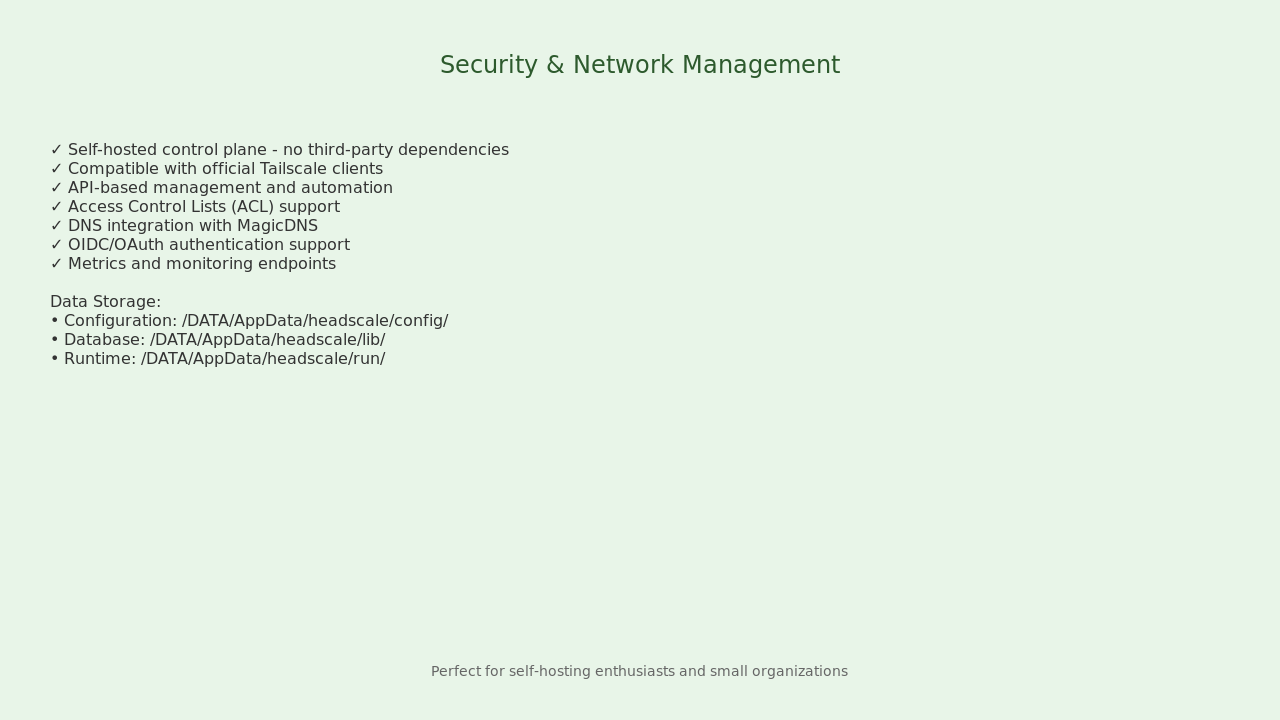 Security & Network Management
✓ Self-hosted control plane - no third-party dependencies
✓ Compatible with official Tailscale clients
✓ API-based management and automation
✓ Access Control Lists (ACL) support
✓ DNS integration with MagicDNS
✓ OIDC/OAuth authentication support
✓ Metrics and monitoring endpoints
Data Storage:
• Configuration: /DATA/AppData/headscale/config/
• Database: /DATA/AppData/headscale/lib/
• Runtime: /DATA/AppData/headscale/run/
Perfect for self-hosting enthusiasts and small organizations